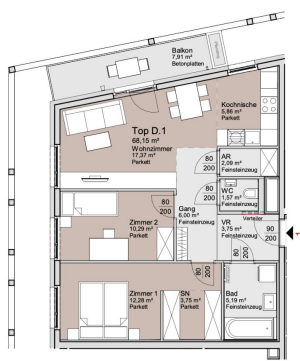 Balkon
7,91 m²
Betonplatten
Kochnische
5,86 m²
Parkett
Top D.1
68,15 m²
Wohnzimmer
17,37 m²
Parkett
AR
2,09 m²
Feinsteinzeug
80
200
WC
1,57 m²
Feinsteinzeug
80
200
Gang
6,00 m²
Feinsteinzeug
Verteiler
Zimmer 2
10,29 m²
Parkett
80
200
VR
3,75 m²
Feinsteinzeug
90
200
1
80
200
80
200
Zimmer 1
12,28 m²
Parkett
SN
3,75 m²
Parkett
Bad
5,19 m²
Feinsteinzeug